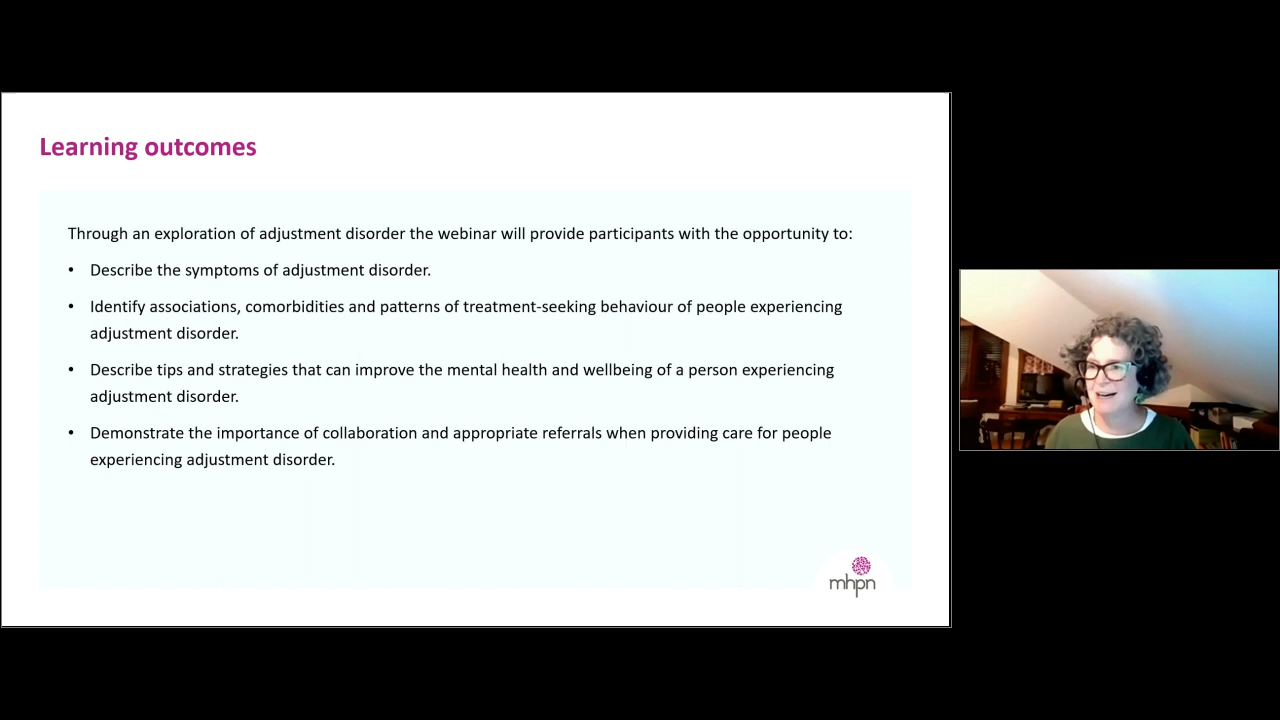 Learning outcomes
Through an exploration of adjustment disorder the webinar will provide participants with the opportunity to:
• Describe the symptoms of adjustment disorder.
• Identify associations, comorbidities and patterns of treatment-seeking behaviour of people experiencing
adjustment disorder.
• Describe tips and strategies that can improve the mental health and wellbeing of a person experiencing
adjustment disorder.
• Demonstrate the importance of collaboration and appropriate referrals when providing care for people
experiencing adjustment disorder.
mhpn